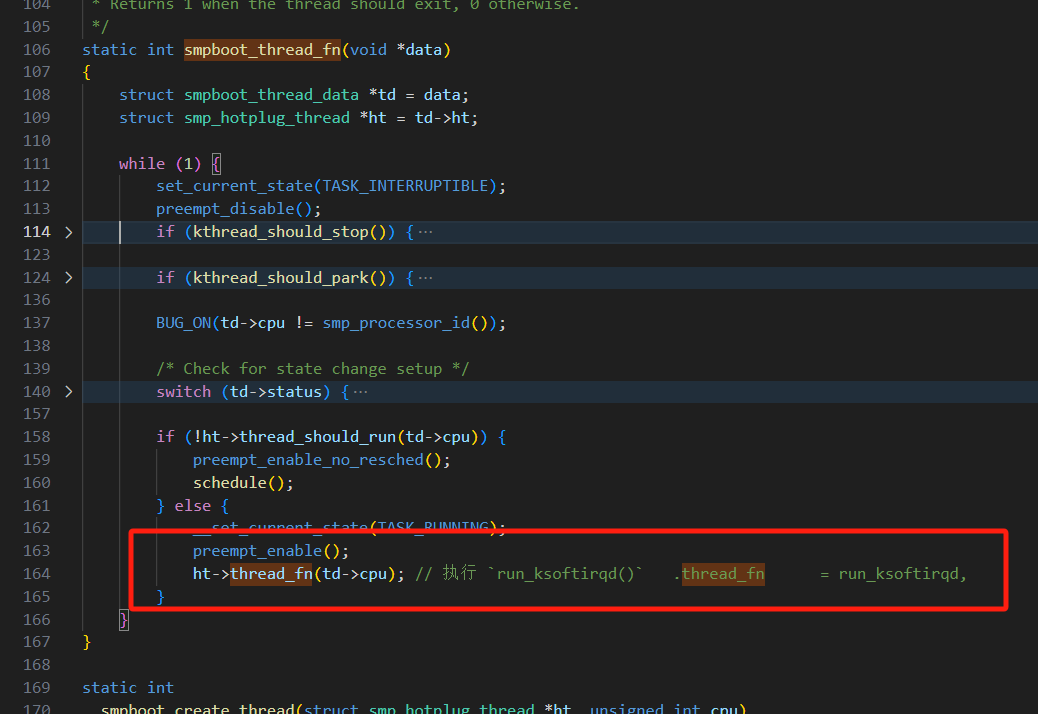 104 * Returns 1 when the thread should exit, 0 otherwise.
105 */
106 static int smpboot_thread_fn(void *data)
107 {
108 struct smpboot_thread_data *td = data;
109 struct smp_hotplug_thread *ht = td->ht;
110
111 while (1) {
112 set_current_state(TASK_INTERRUPTIBLE);
113 preempt_disable();
114 > if (kthread_should_stop()) { ···
123
124 > if (kthread_should_park()) { ···
136
137 BUG_ON(td->cpu != smp_processor_id());
138
139 /* Check for state change setup */
140 > switch (td->status) { ···
157
158 if (!ht->thread_should_run(td->cpu)) {
159 preempt_enable_no_resched();
160 schedule();
161 } else {
162 __set_current_state(TASK_RUNNING);
163 preempt_enable();
164 ht->thread_fn(td->cpu); // 执行 `run_ksoftirqd()` .thread_fn = run_ksoftirqd,
165 }
166 }
167 }
168
169 static int
170 smpboot_create_thread(struct smp_hotplug_thread *ht, unsigned int cpu)